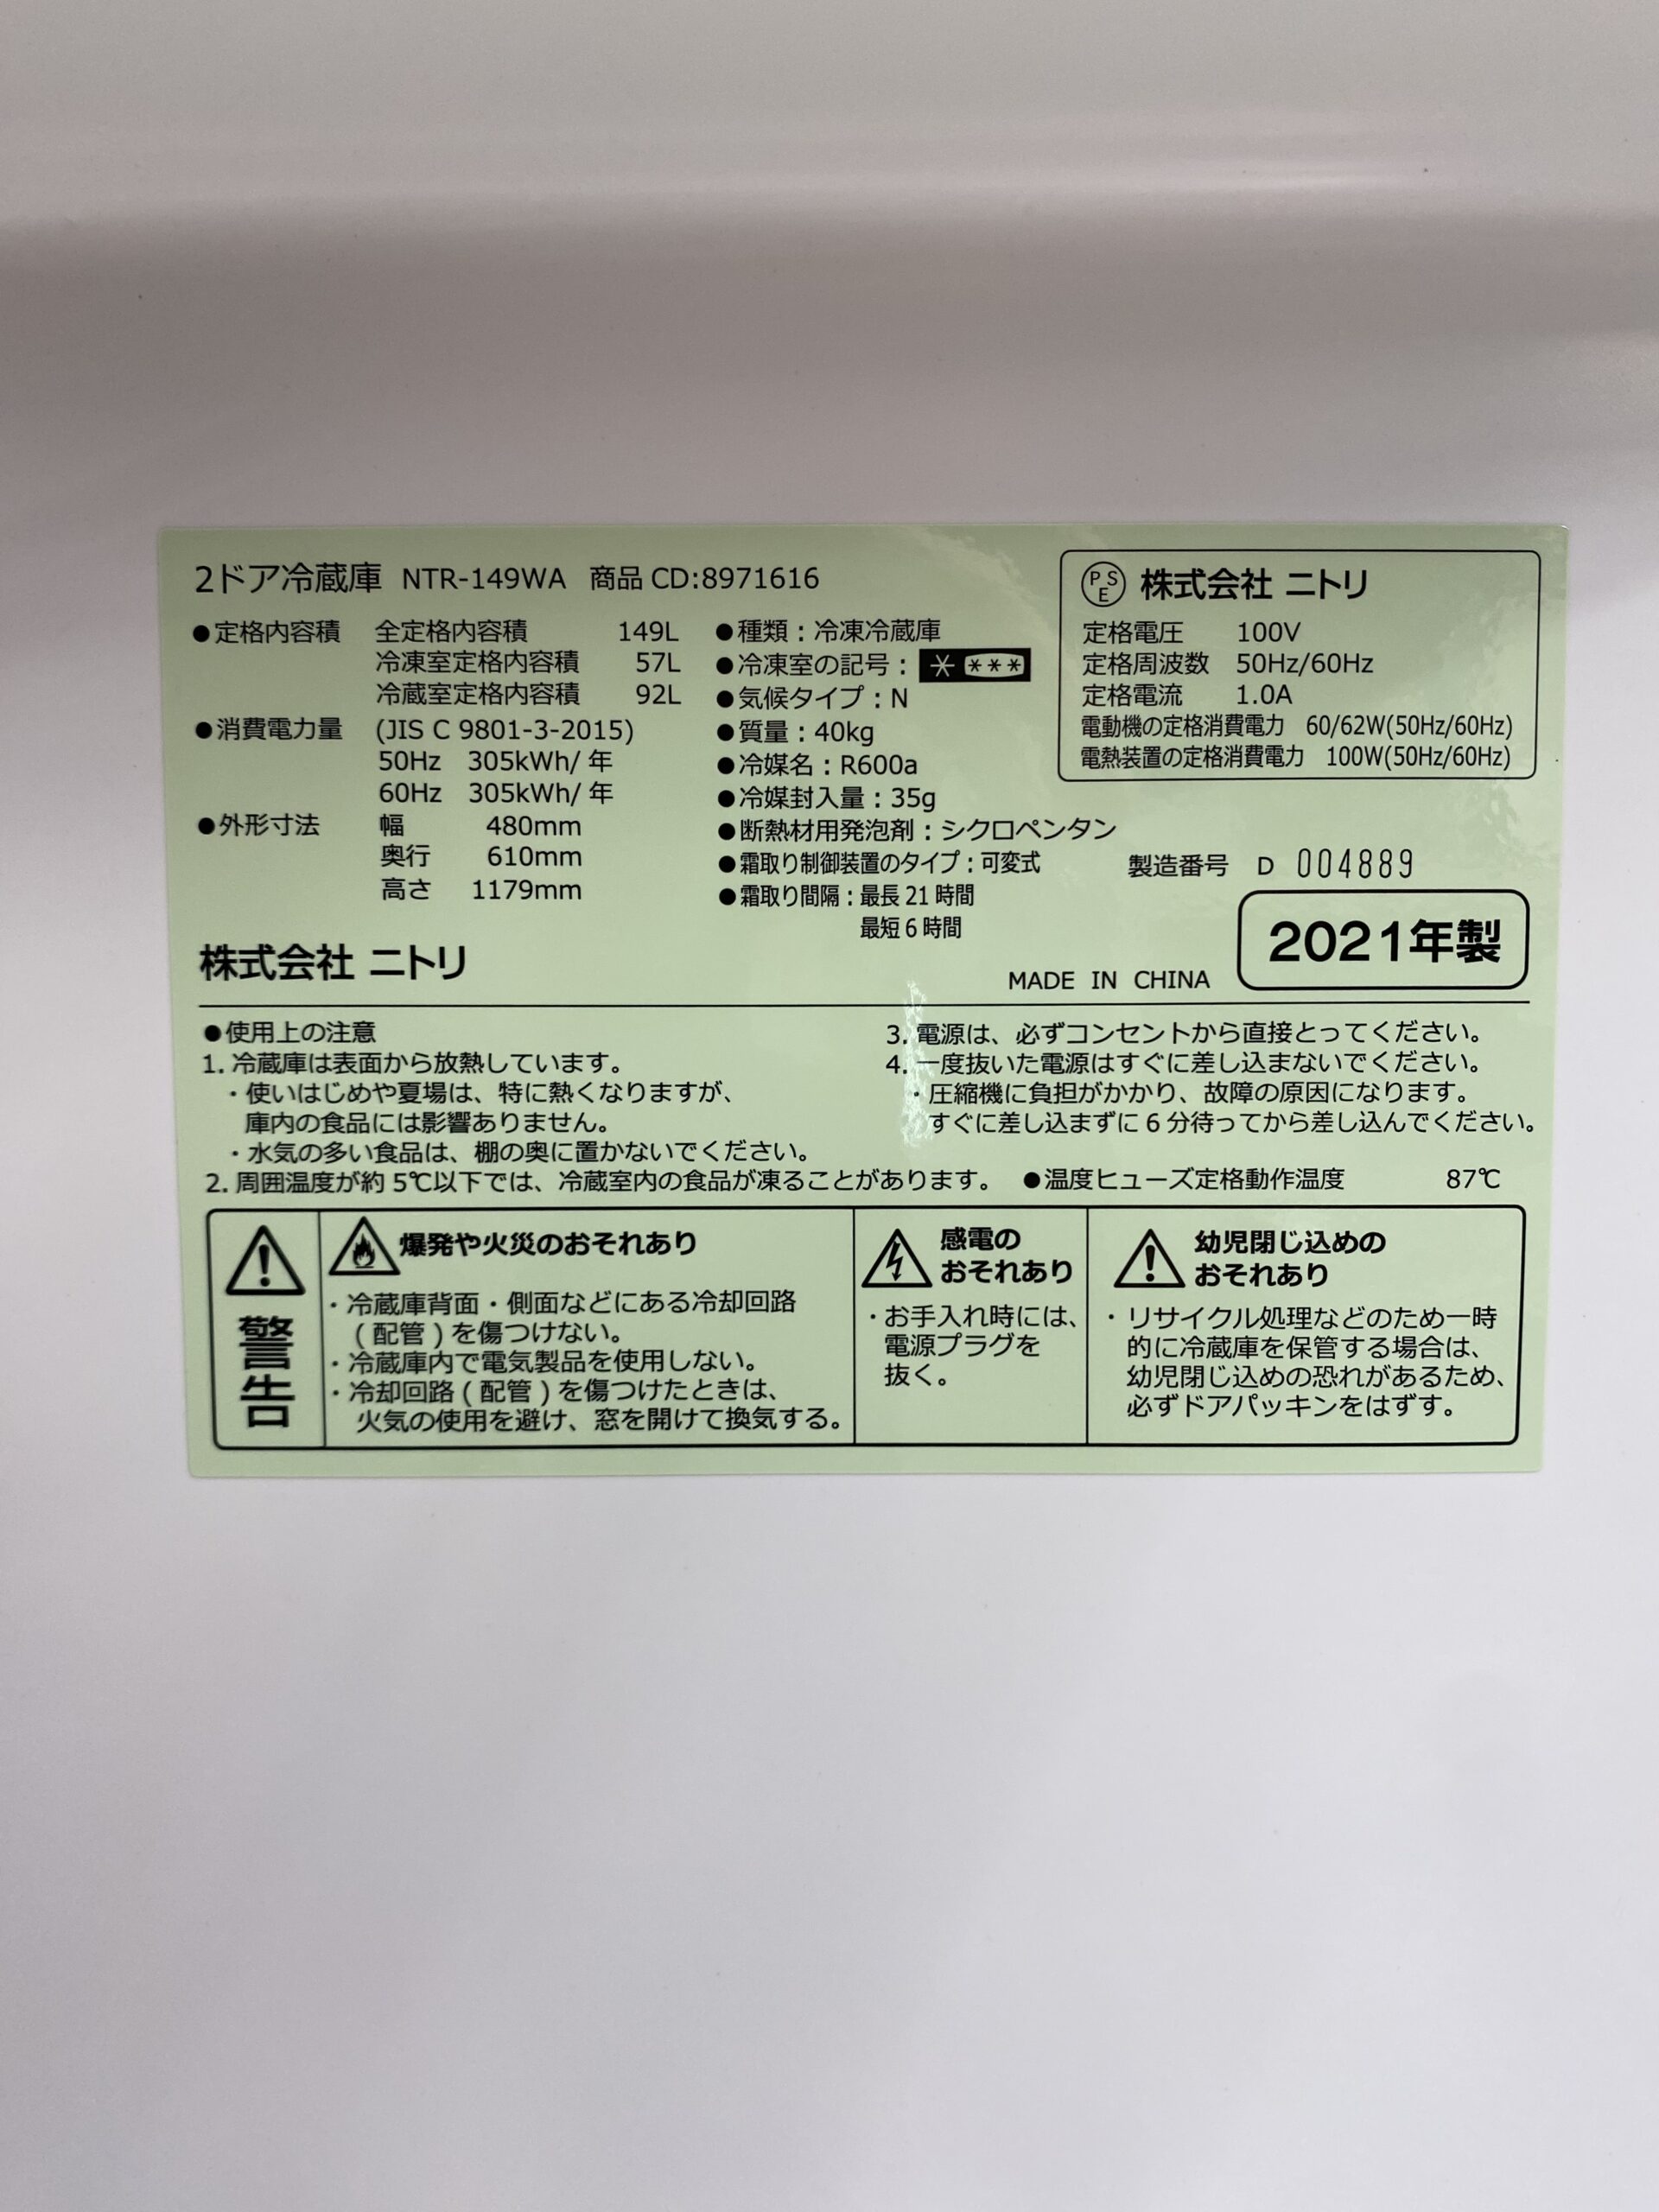 2ドア冷蔵庫 NTR-149WA 商品 CD:8971616
●定格内容積 全定格内容積 149L
冷凍室定格内容積 57L
冷蔵室定格内容積 92L
●消費電力量 (JIS C 9801-3-2015)
50Hz 305kWh/ 年
60Hz 305kWh/ 年
●外形寸法 幅 480mm
奥行 610mm
高さ 1179mm
株式会社 ニトリ
●種類：冷凍冷蔵庫
●冷凍室の記号： * ***
●気候タイプ：N
●質量：40kg
●冷媒名：R600a
●冷媒封入量：35g
●断熱材用発泡剤：シクロペンタン
●霜取り制御装置のタイプ：可変式
●霜取り間隔：最長 21 時間
最短 6 時間
PSE 株式会社 ニトリ
定格電圧 100V
定格周波数 50Hz/60Hz
定格電流 1.0A
電動機の定格消費電力 60/62W(50Hz/60Hz)
電熱装置の定格消費電力 100W(50Hz/60Hz)
製造番号 D 004889
2021年製
MADE IN CHINA
●使用上の注意
1. 冷蔵庫は表面から放熱しています。
・使いはじめや夏場は、特に熱くなりますが、
庫内の食品には影響ありません。
・水気の多い食品は、棚の奥に置かないでください。
2. 周囲温度が約 5℃以下では、冷蔵室内の食品が凍ることがあります。
3. 電源は、必ずコンセントから直接とってください。
4. 一度抜いた電源はすぐに差し込まないでください。
・圧縮機に負担がかかり、故障の原因になります。
すぐに差し込まずに 6 分待ってから差し込んでください。
●温度ヒューズ定格動作温度 87℃
警告
爆発や火災のおそれあり
・冷蔵庫背面・側面などにある冷却回路
(配管)を傷つけない。
・冷蔵庫内で電気製品を使用しない。
・冷却回路(配管)を傷つけたときは、
火気の使用を避け、窓を開けて換気する。
感電の
おそれあり
・お手入れ時には、
電源プラグを
抜く。
幼児閉じ込めの
おそれあり
・リサイクル処理などのため一時
的に冷蔵庫を保管する場合は、
幼児閉じ込めの恐れがあるため、
必ずドアパッキンをはずす。